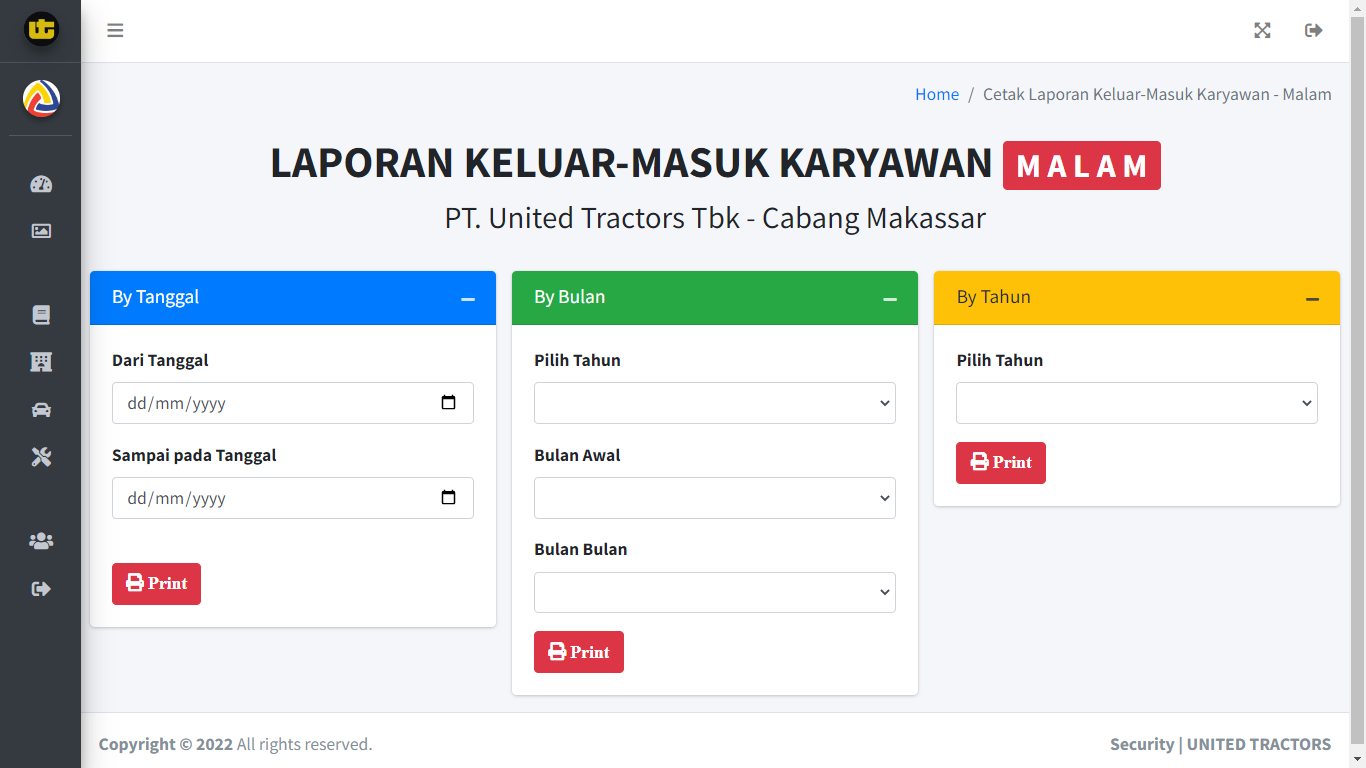 Home / Cetak Laporan Keluar-Masuk Karyawan - Malam
LAPORAN KELUAR-MASUK KARYAWAN MALAM
PT. United Tractors Tbk - Cabang Makassar
By Tanggal
Dari Tanggal
dd/mm/yyyy
Sampai pada Tanggal
dd/mm/yyyy
Print
By Bulan
Pilih Tahun
Bulan Awal
Bulan Bulan
Print
By Tahun
Pilih Tahun
Print
Copyright © 2022 All rights reserved.
Security | UNITED TRACTORS